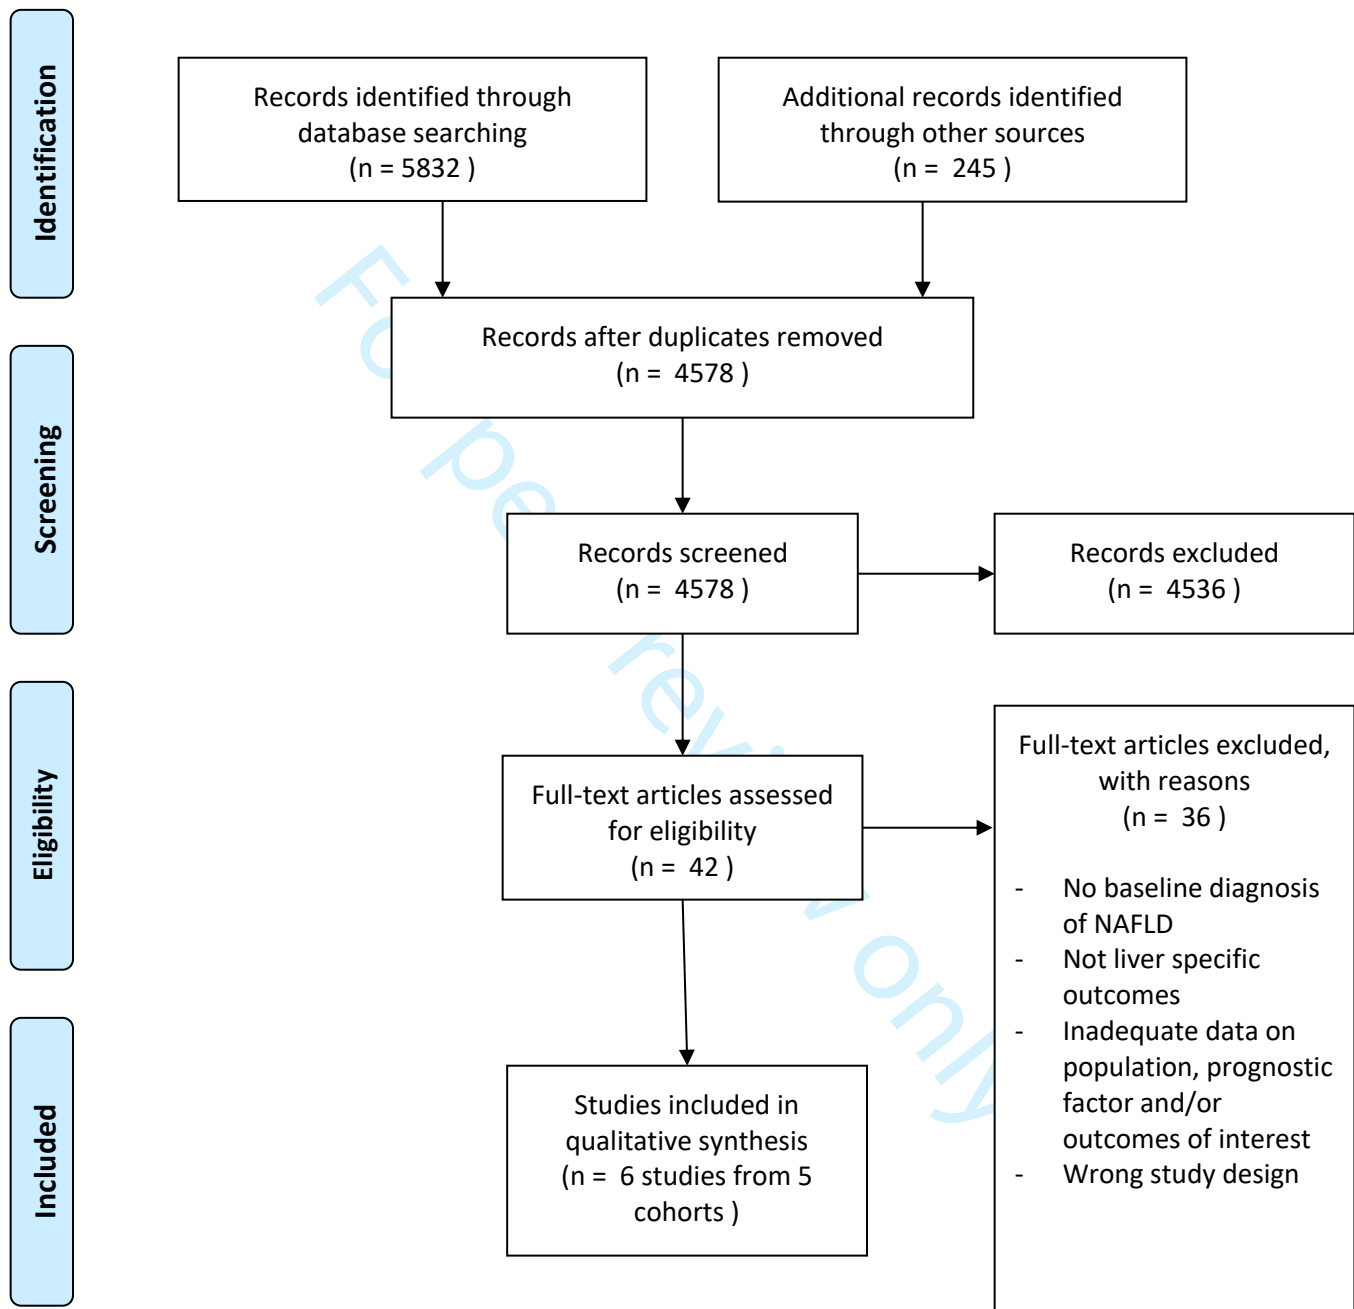 Identification
Records identified through
database searching
(n = 5832 )
Additional records identified
through other sources
(n = 245 )
Records after duplicates removed
(n = 4578 )
Screening
Records screened
(n = 4578 )
Records excluded
(n = 4536 )
Eligibility
Full-text articles assessed
for eligibility
(n = 42 )
Full-text articles excluded,
with reasons
(n = 36 )
- No baseline diagnosis
of NAFLD
- Not liver specific
outcomes
- Inadequate data on
population, prognostic
factor and/or
outcomes of interest
- Wrong study design
Included
Studies included in
qualitative synthesis
(n = 6 studies from 5
cohorts )
For peer review only